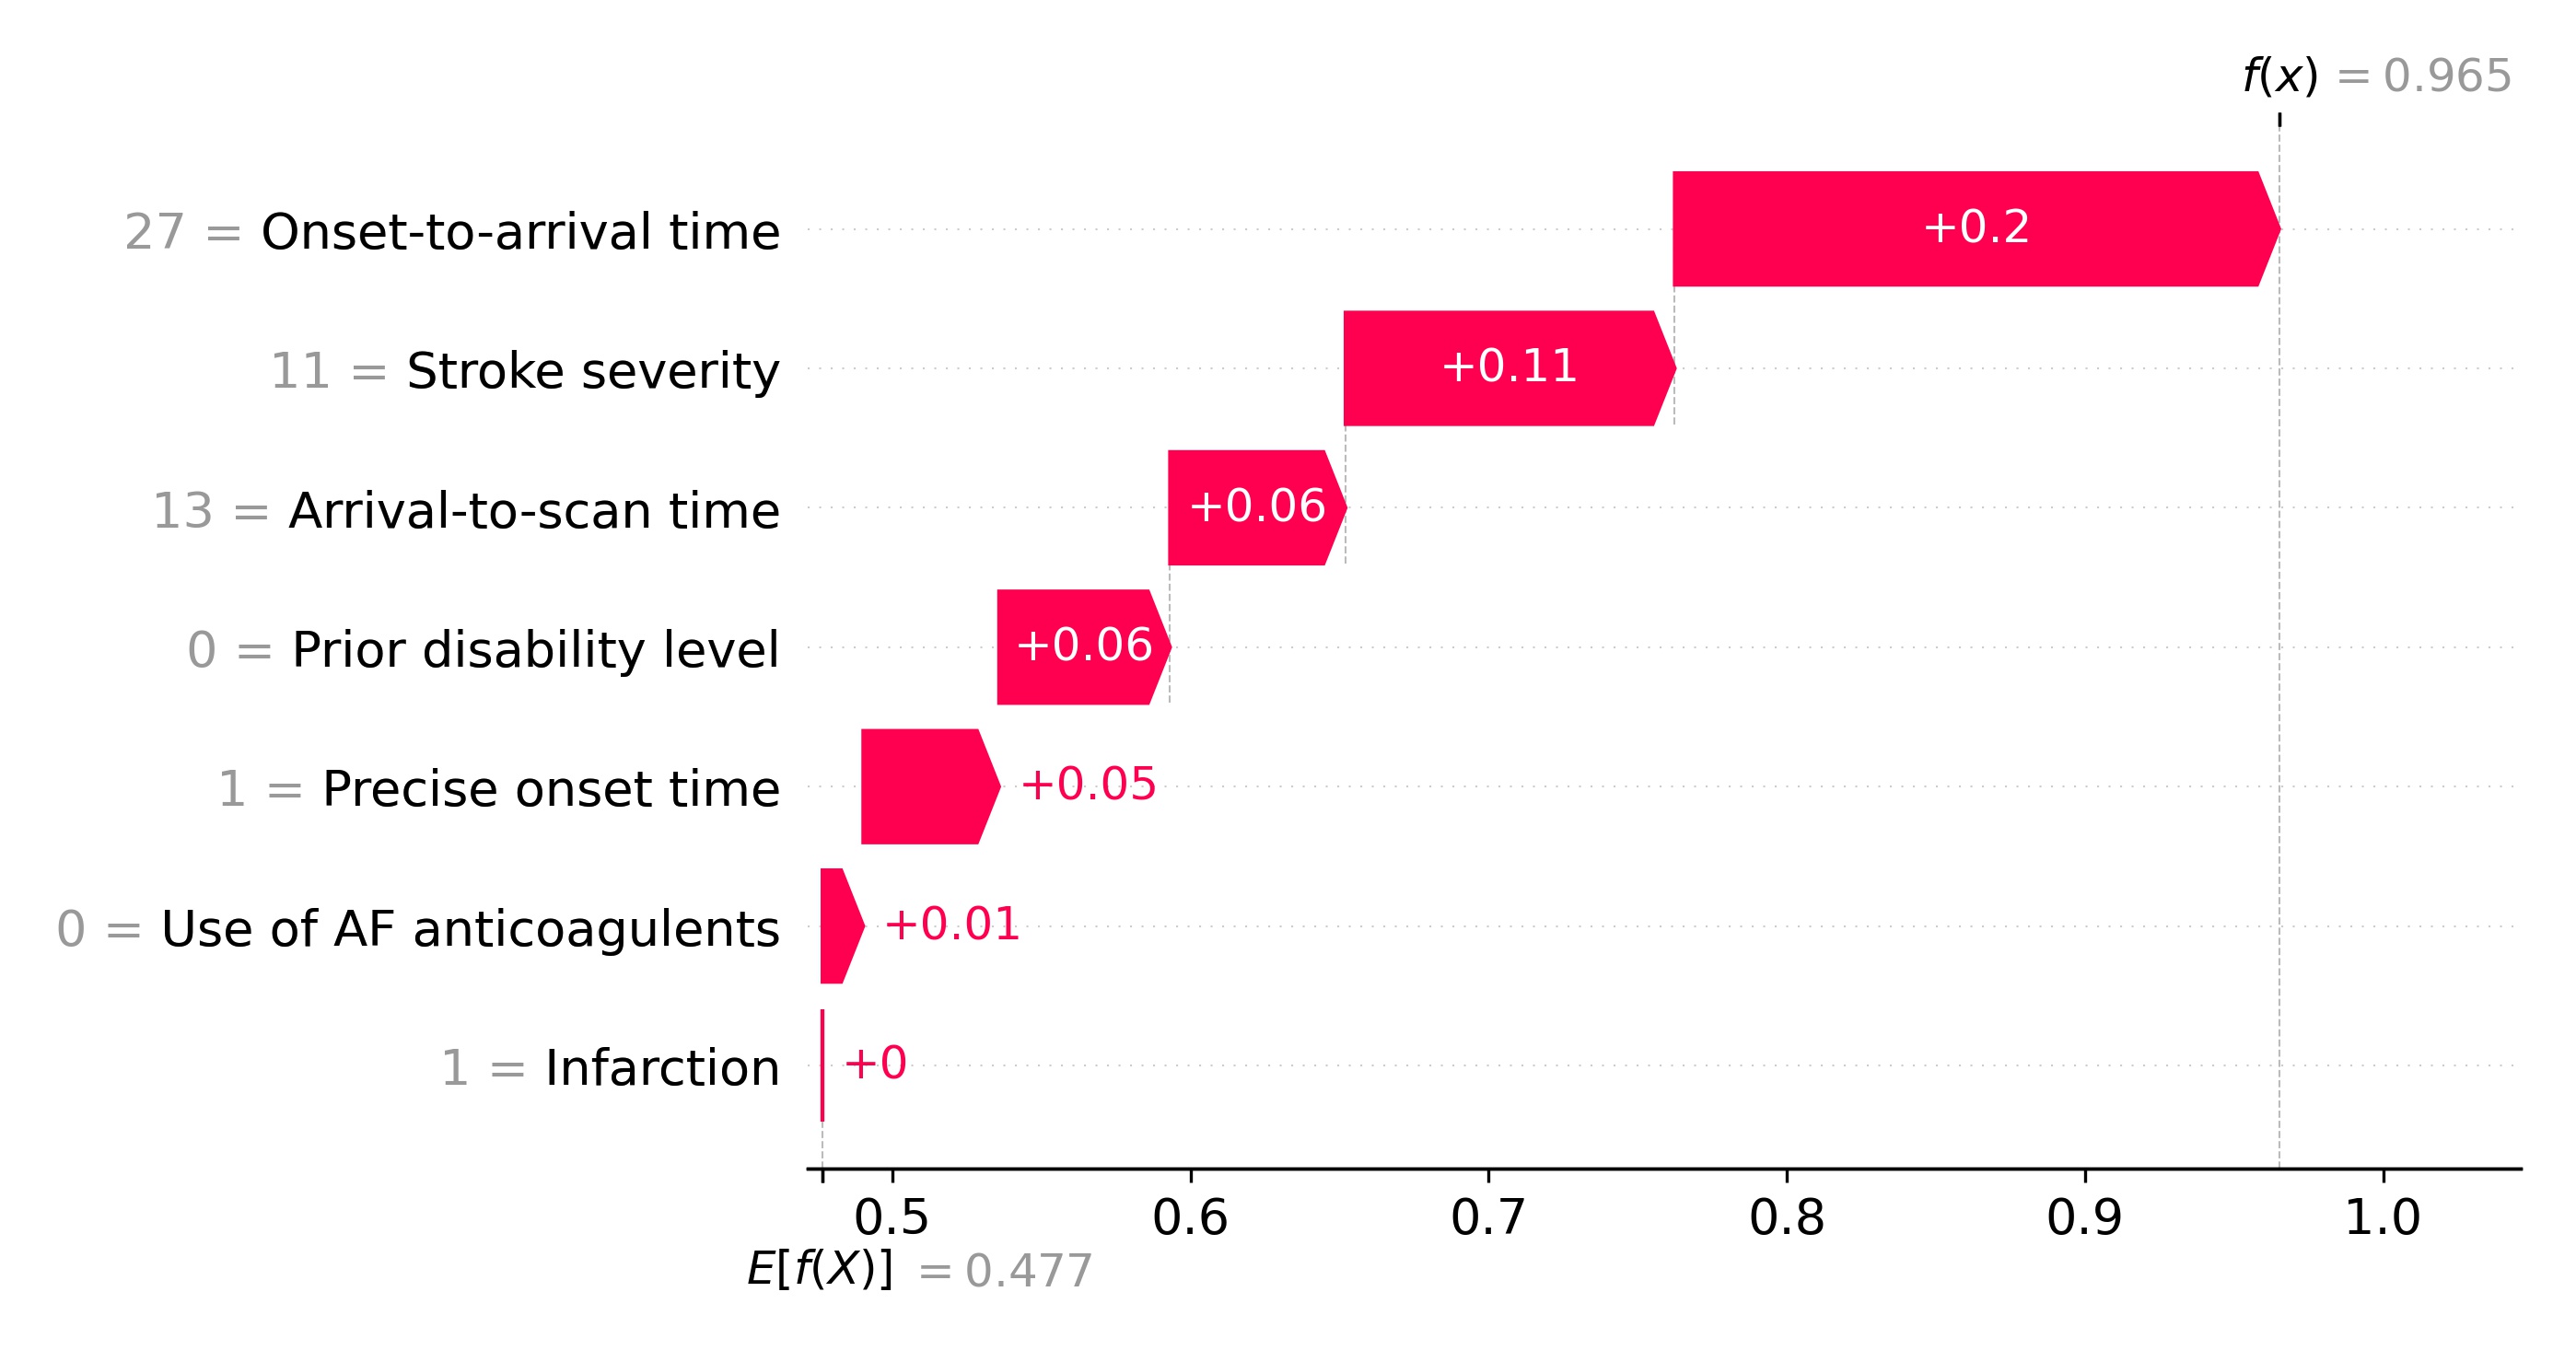 f(x) = 0.965
27 = Onset-to-arrival time
+0.2
11 = Stroke severity
+0.11
13 = Arrival-to-scan time
+0.06
0 = Prior disability level
+0.06
1 = Precise onset time
+0.05
0 = Use of AF anticoagulents
+0.01
1 = Infarction
+0
0.5 0.6 0.7 0.8 0.9 1.0
E[f(X)] = 0.477